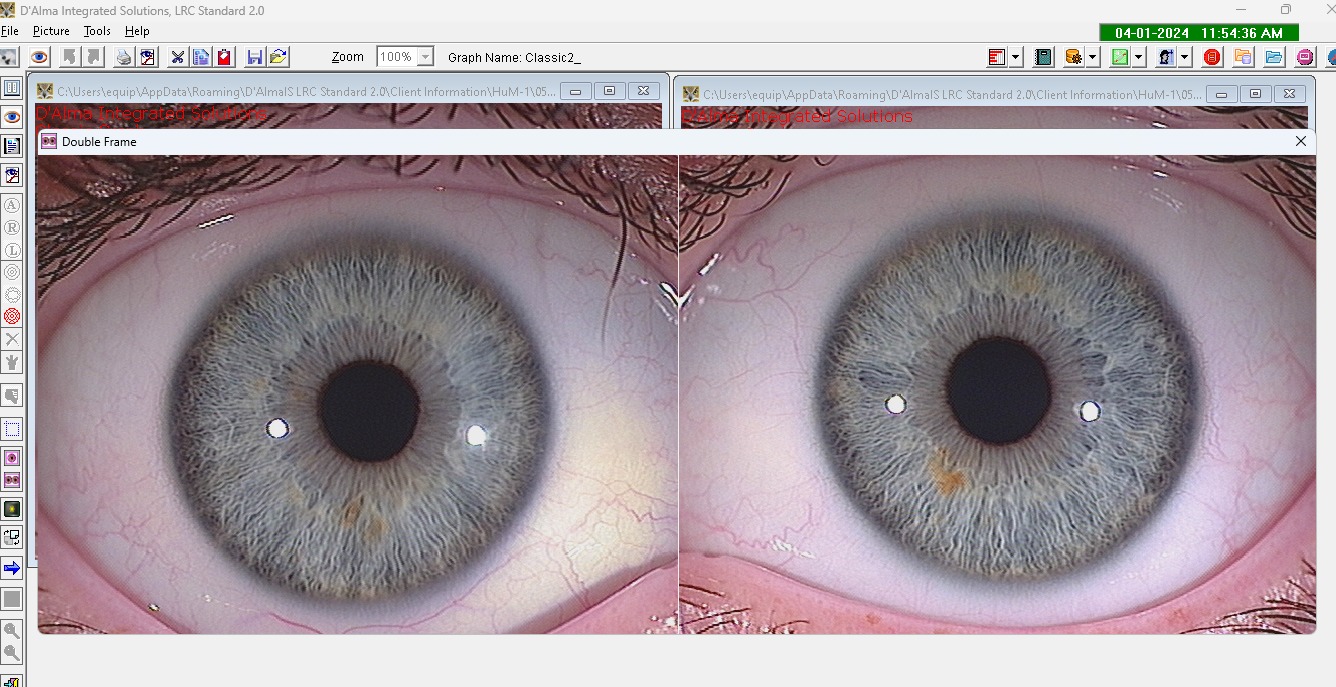 D'Alma Integrated Solutions, LRC Standard 2.0
File Picture Tools Help
04-01-2024 11:54:36 AM
Zoom 100% Graph Name: Classic2_
C:\Users\equip\AppData\Roaming\D'AlmaIS LRC Standard 2.0\Client Information\HuM-1\05...
C:\Users\equip\AppData\Roaming\D'AlmaIS LRC Standard 2.0\Client Information\HuM-1\05...
D'Alma Integrated Solutions
D'Alma Integrated Solutions
Double Frame
A
R
L